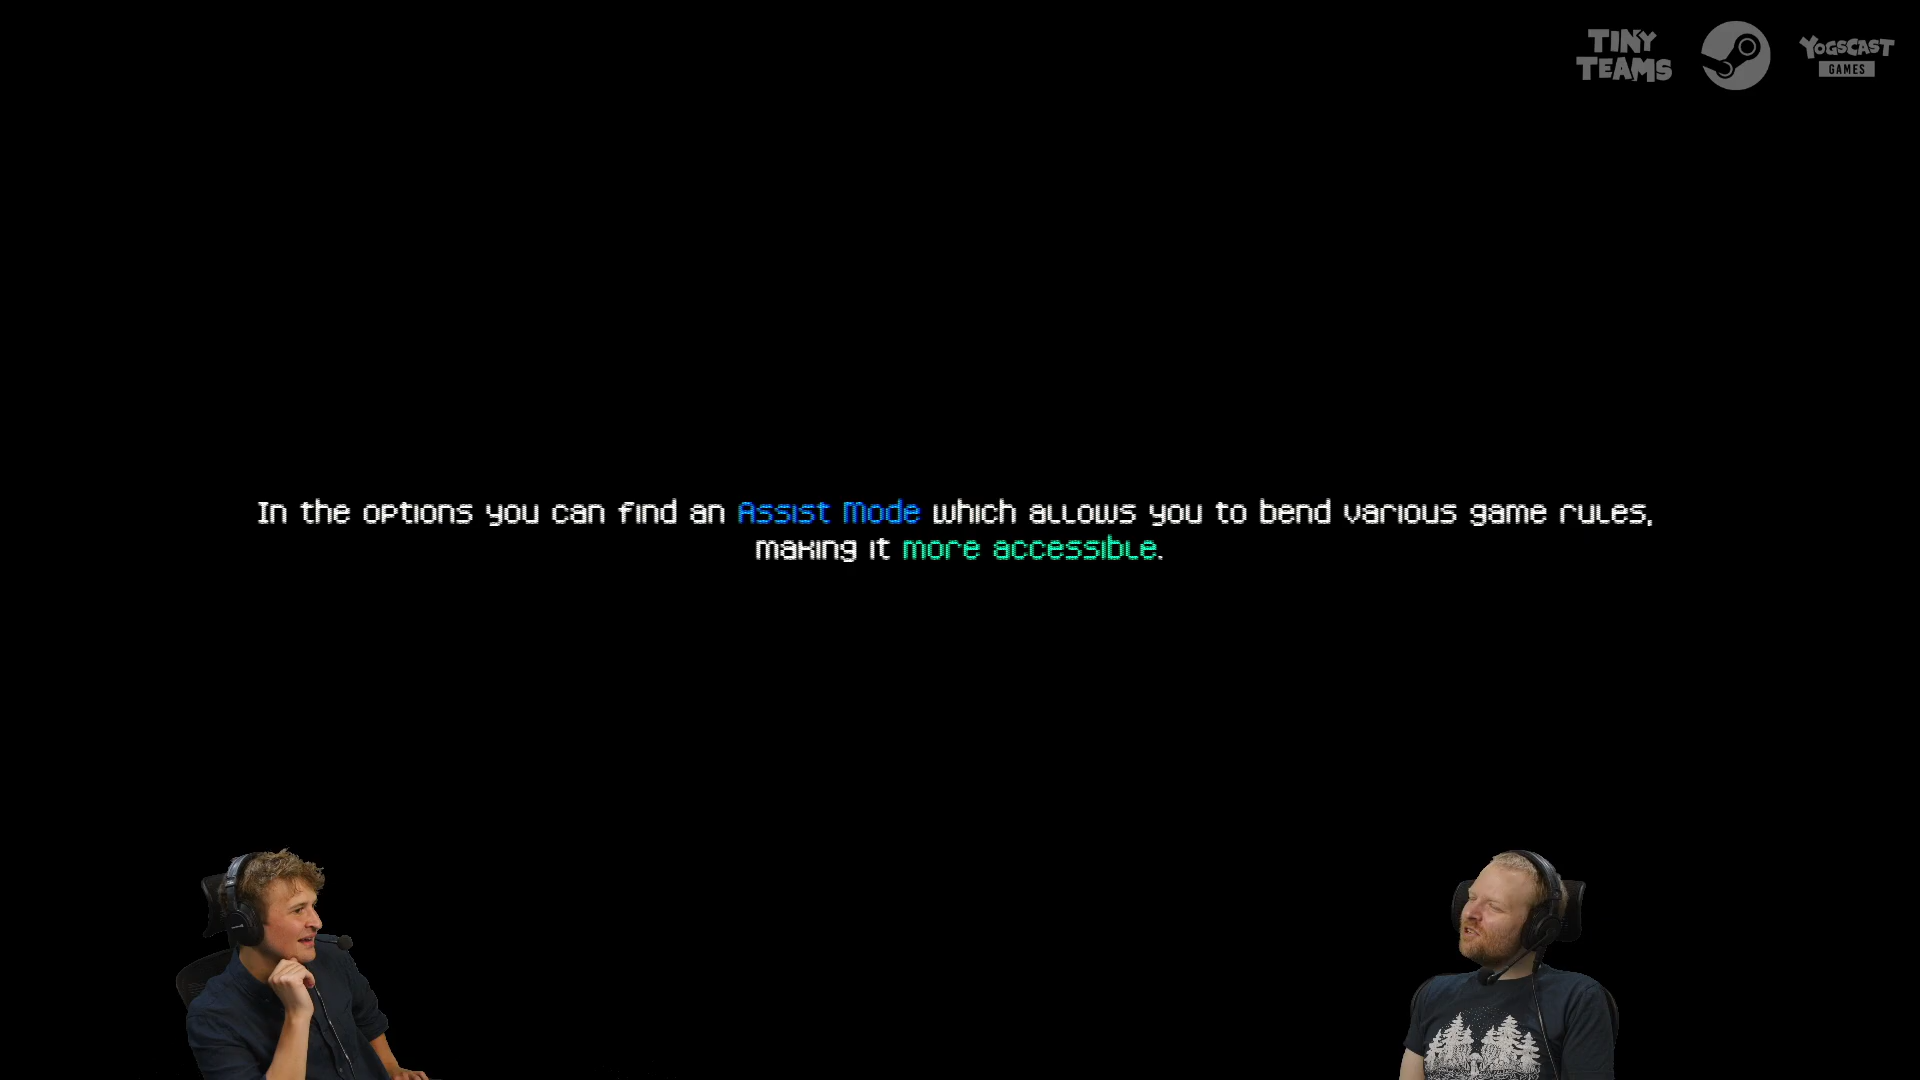 TINY
TEAMS
YOGSCAST
GAMES
In the options you can find an Assist Mode which allows you to bend various game rules,
making it more accessible.